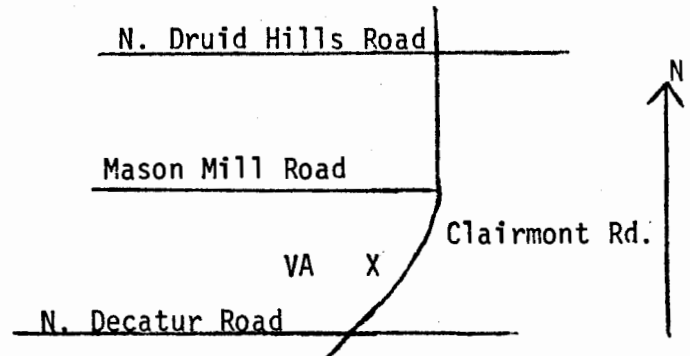 N. Druid Hills Road
N
Mason Mill Road
Clairmont Rd.
VA X
N. Decatur Road